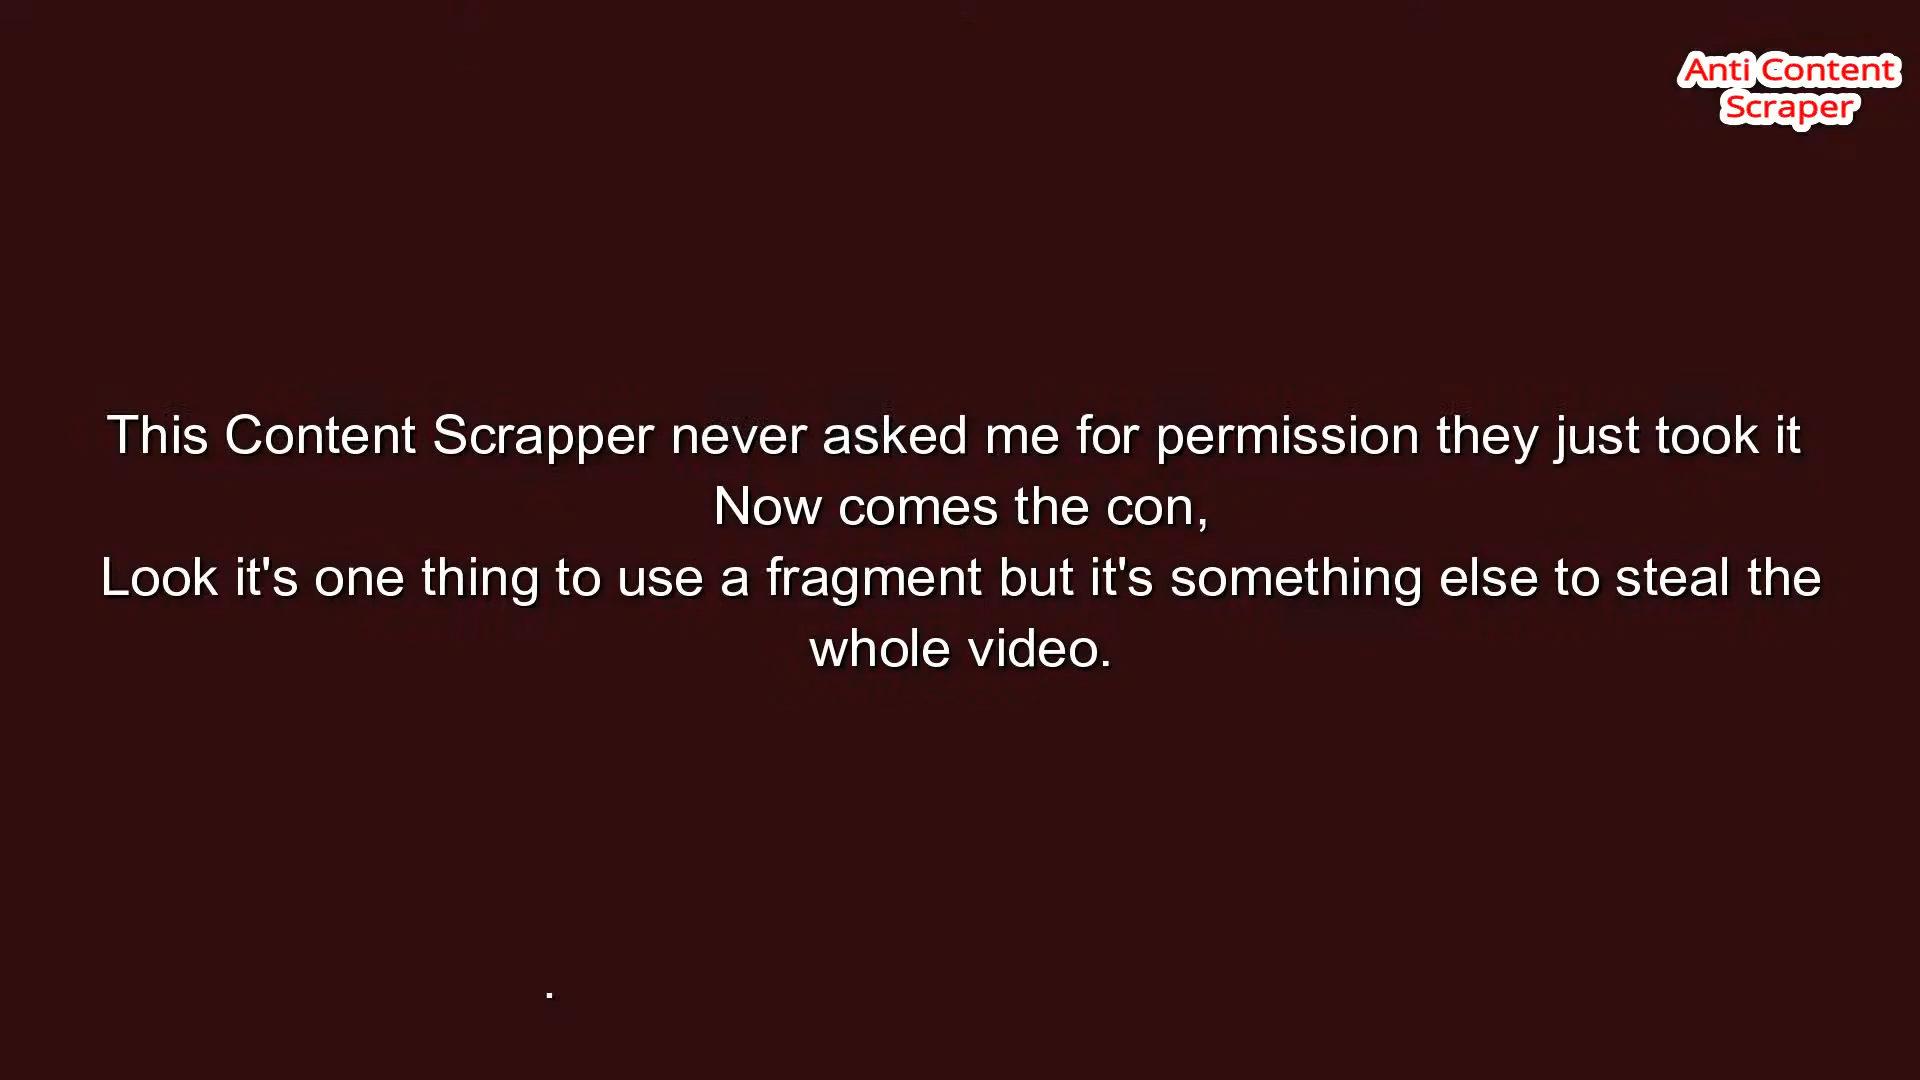 Anti Content
Scraper
This Content Scrapper never asked me for permission they just took it
Now comes the con,
Look it's one thing to use a fragment but it's something else to steal the
whole video.
.